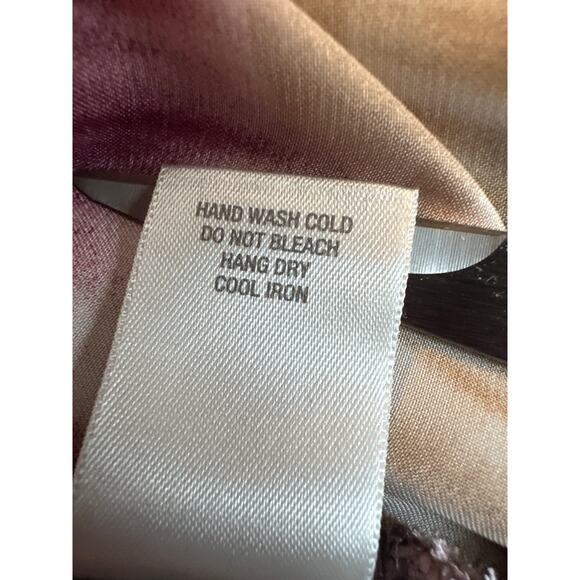 HAND WASH COLD
DO NOT BLEACH
HANG DRY
COOL IRON